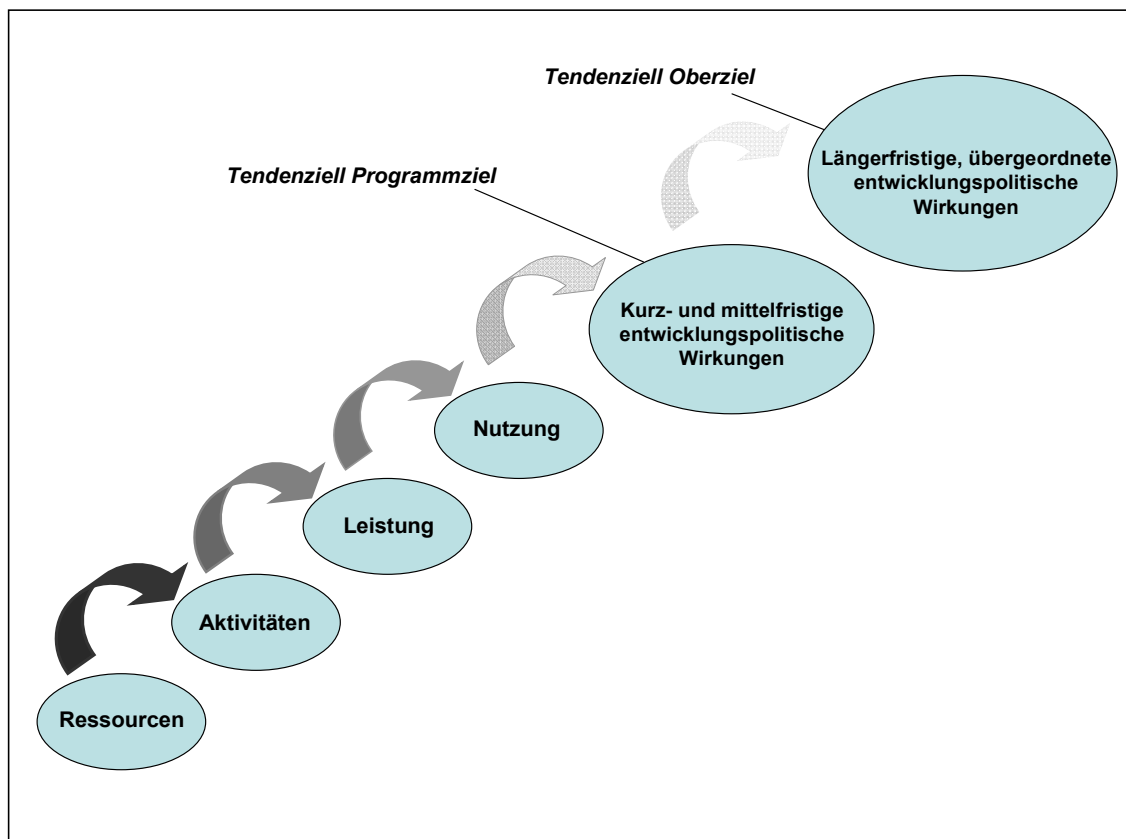 Tendenziell Oberziel
Längerfristige, übergeordnete
entwicklungspolitische
Wirkungen
Tendenziell Programmziel
Kurz- und mittelfristige
entwicklungspolitische
Wirkungen
Nutzung
Leistung
Aktivitäten
Ressourcen